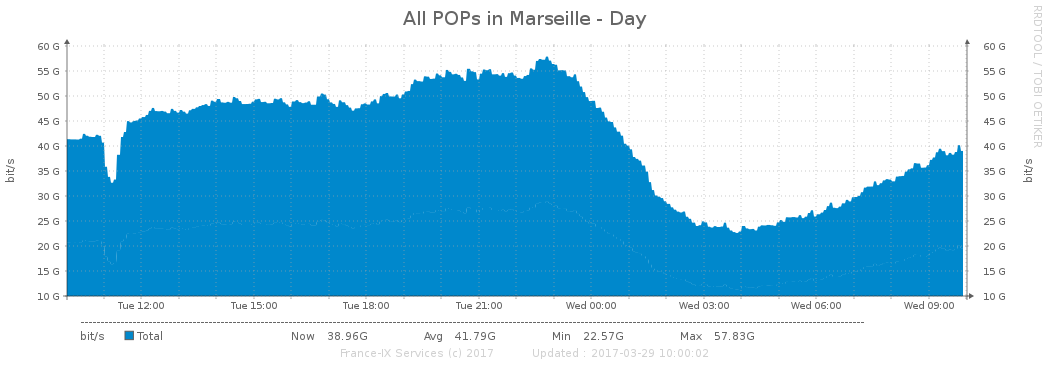 All POPs in Marseille - Day
RRDTOOL / TOBI OETIKER
60 G 60 G
55 G 55 G
50 G 50 G
45 G 45 G
40 G 40 G
35 G 35 G
30 G 30 G
25 G 25 G
20 G 20 G
15 G 15 G
10 G 10 G
bit/s
bit/s
Tue 12:00 Tue 15:00 Tue 18:00 Tue 21:00 Wed 00:00 Wed 03:00 Wed 06:00 Wed 09:00
bit/s Total Now 38.96G Avg 41.79G Min 22.57G Max 57.83G
France-IX Services (c) 2017 Updated : 2017-03-29 10:00:02